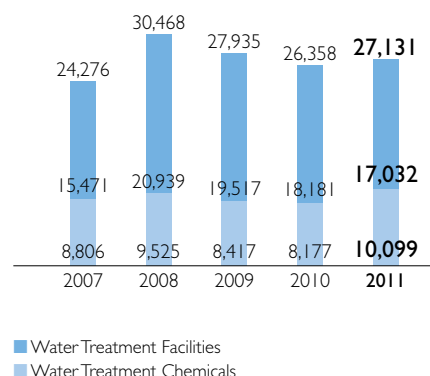 30,468
27,935
27,131
26,358
24,276
17,032
20,939
15,471
19,517
18,181
8,806 9,525 8,417 8,177 10,099
2007 2008 2009 2010 2011
Water Treatment Facilities
Water Treatment Chemicals